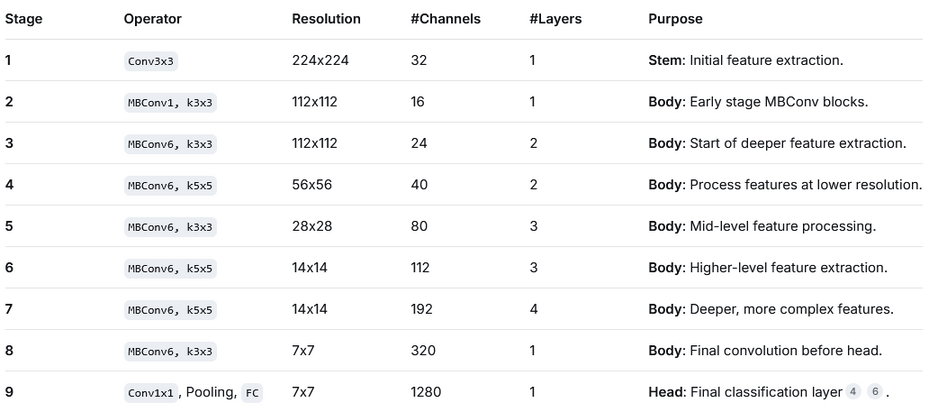 Stage Operator Resolution #Channels #Layers Purpose
1 Conv3x3 224x224 32 1 Stem: Initial feature extraction.
2 MBConv1, k3x3 112x112 16 1 Body: Early stage MBConv blocks.
3 MBConv6, k3x3 112x112 24 2 Body: Start of deeper feature extraction.
4 MBConv6, k5x5 56x56 40 2 Body: Process features at lower resolution.
5 MBConv6, k3x3 28x28 80 3 Body: Mid-level feature processing.
6 MBConv6, k5x5 14x14 112 3 Body: Higher-level feature extraction.
7 MBConv6, k5x5 14x14 192 4 Body: Deeper, more complex features.
8 MBConv6, k3x3 7x7 320 1 Body: Final convolution before head.
9 Conv1x1 , Pooling, FC 7x7 1280 1 Head: Final classification layer 4 6 .